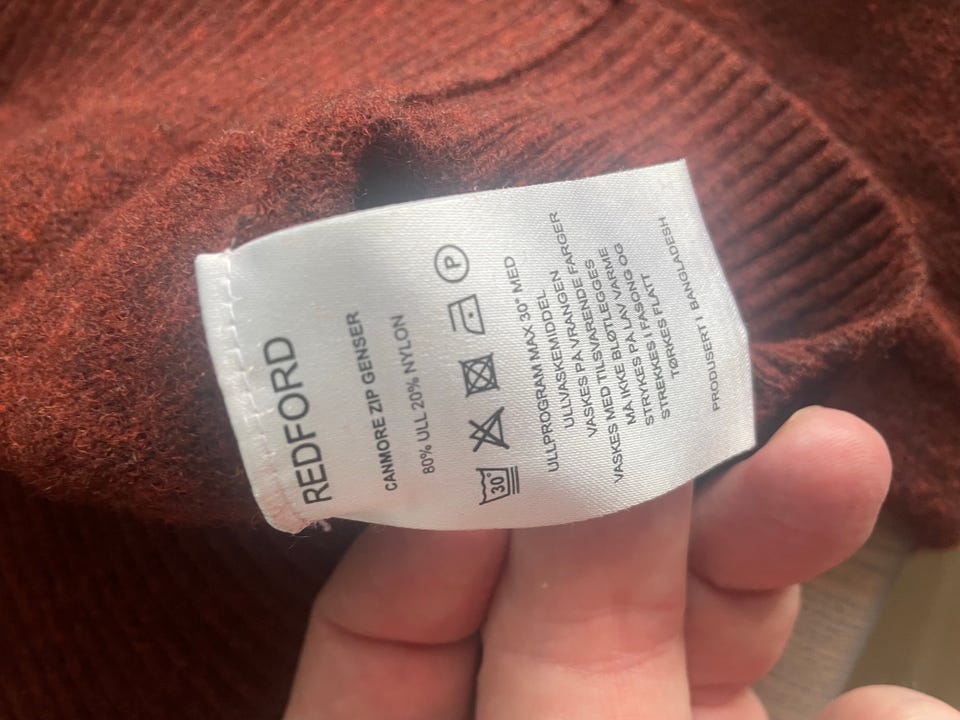 REDFORD
CANMORE ZIP GENSER
80% ULL 20% NYLON
30° P
ULLPROGRAM MAX 30° MED
ULLVASKEMIDDEL
VASKES PÅ VRANGEN
VASKES MED TILSVARENDE FARGER
MÅ IKKE BLØTLEGGES
STRYKES PÅ LAV VARME
STREKKES I FASONG OG
TØRKES FLATT
PRODUSERT I BANGLADESH